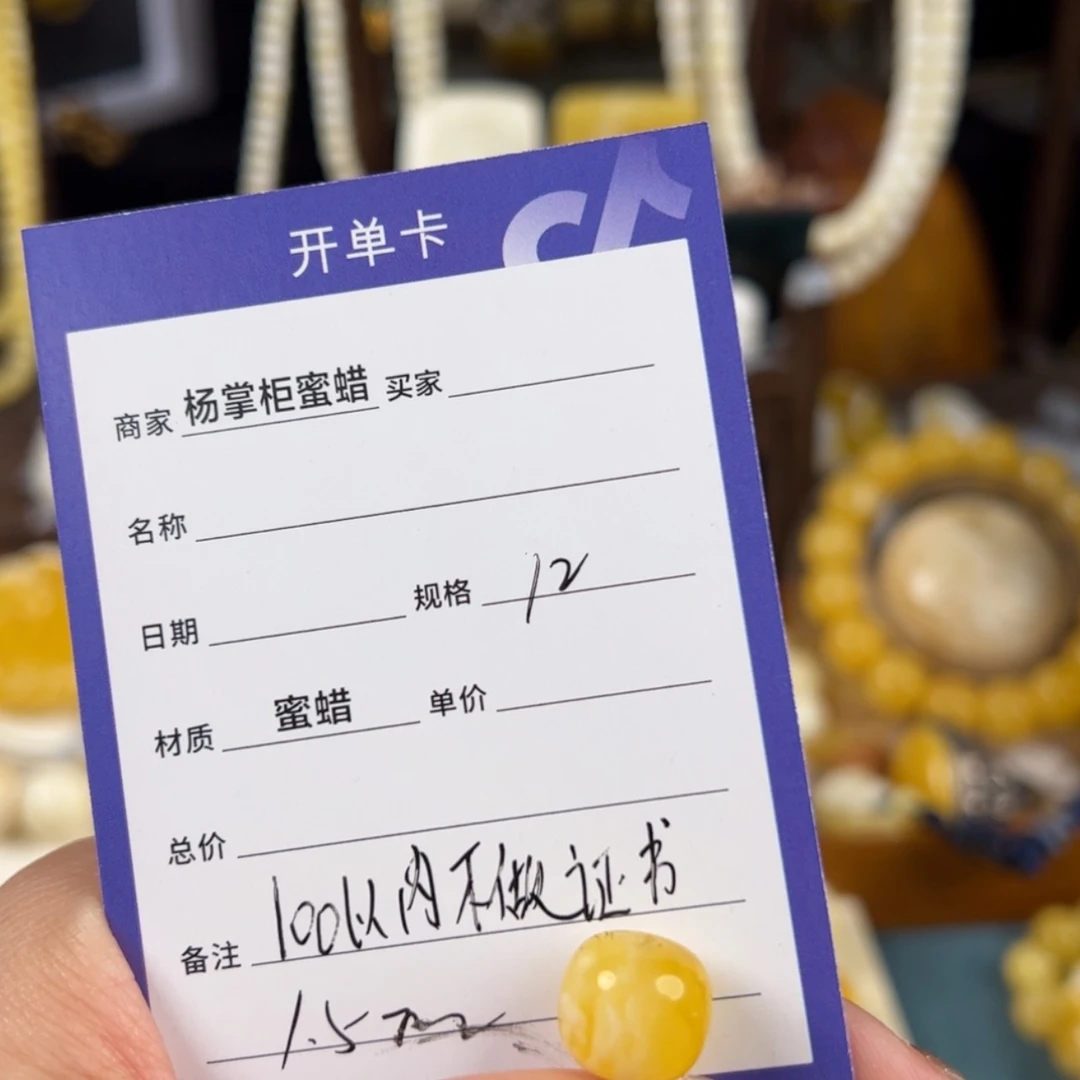 开单卡
商家 杨掌柜蜜蜡 买家
名称
日期 规格 12
材质 蜜蜡 单价
总价
备注 100以内不做证书
1.5